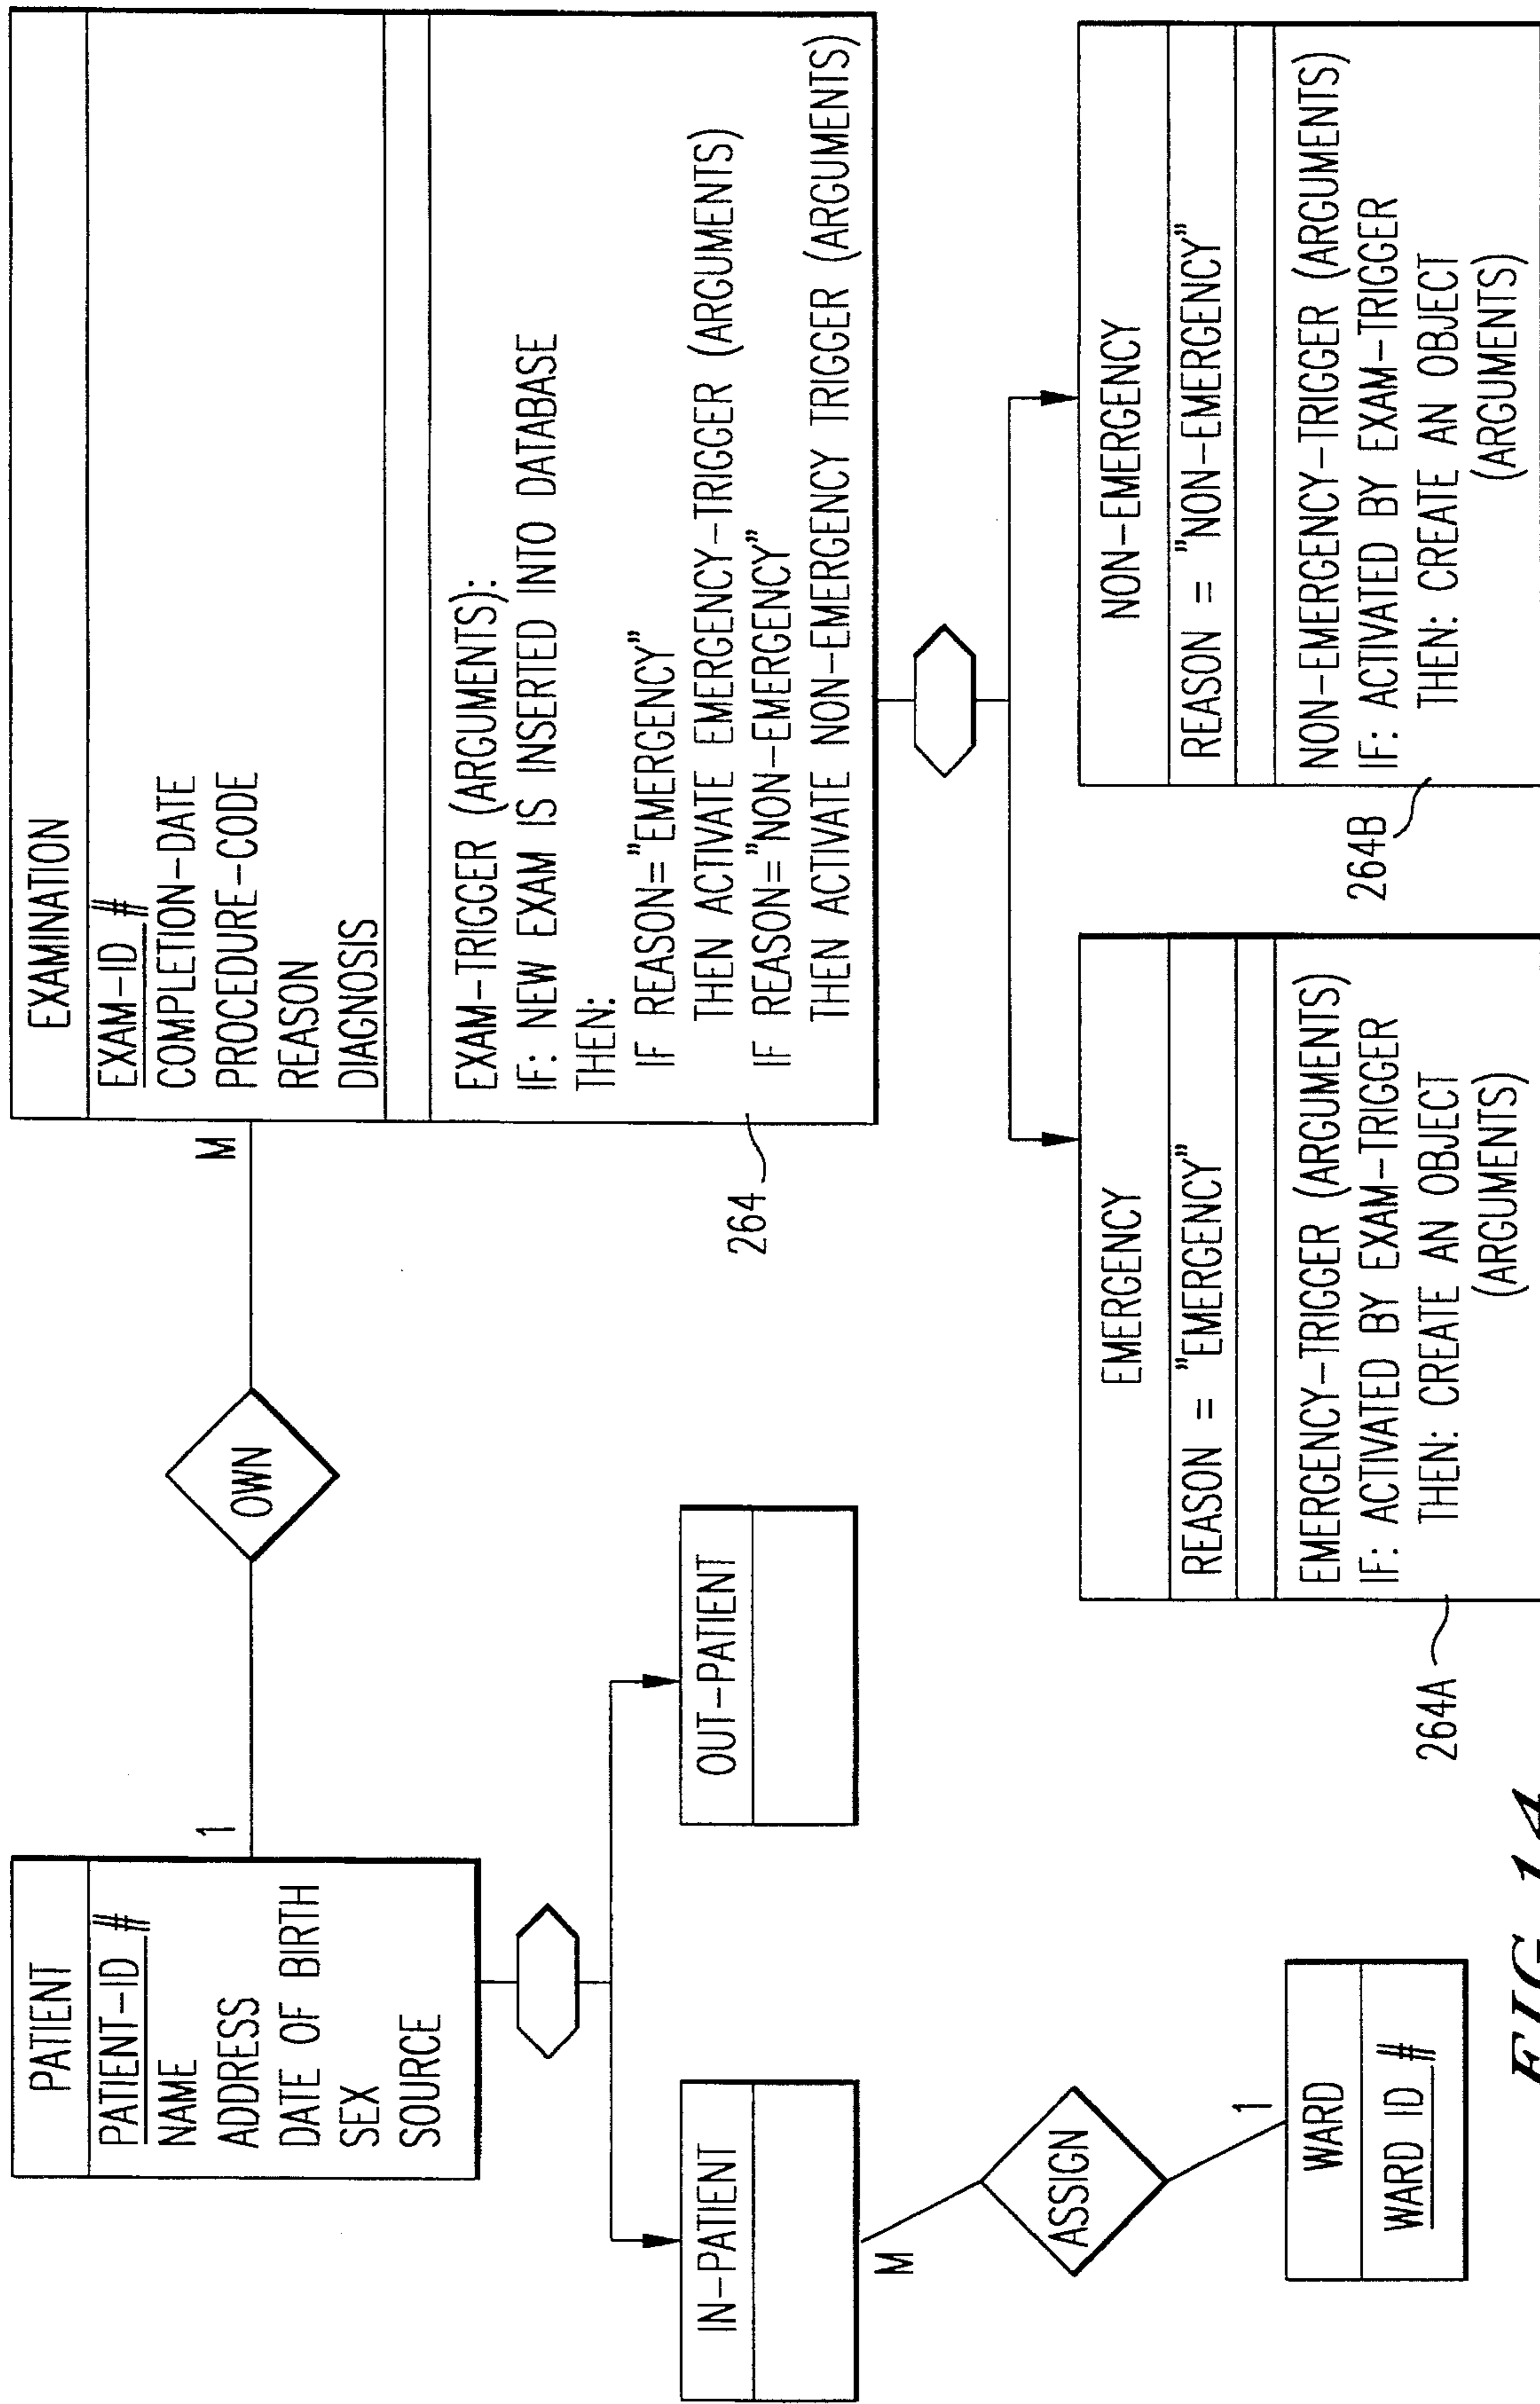 PATIENT
PATIENT-ID #
NAME
ADDRESS
DATE OF BIRTH
SEX
SOURCE
1
OWN
M
EXAMINATION
EXAM-ID #
COMPLETION-DATE
PROCEDURE-CODE
REASON
DIAGNOSIS
EXAM-TRIGGER (ARGUMENTS):
IF: NEW EXAM IS INSERTED INTO DATABASE
THEN:
IF REASON="EMERGENCY"
THEN ACTIVATE EMERGENCY-TRIGGER (ARGUMENTS)
IF REASON="NON-EMERGENCY"
THEN ACTIVATE NON-EMERGENCY TRIGGER (ARGUMENTS)
264
IN-PATIENT
OUT-PATIENT
M
ASSIGN
1
WARD
WARD ID #
EMERGENCY
REASON = "EMERGENCY"
EMERGENCY-TRIGGER (ARGUMENTS)
IF: ACTIVATED BY EXAM-TRIGGER
THEN: CREATE AN OBJECT
(ARGUMENTS)
264A
NON-EMERGENCY
REASON = "NON-EMERGENCY"
NON-EMERGENCY-TRIGGER (ARGUMENTS)
IF: ACTIVATED BY EXAM-TRIGGER
THEN: CREATE AN OBJECT
(ARGUMENTS)
264B
FIG. 14